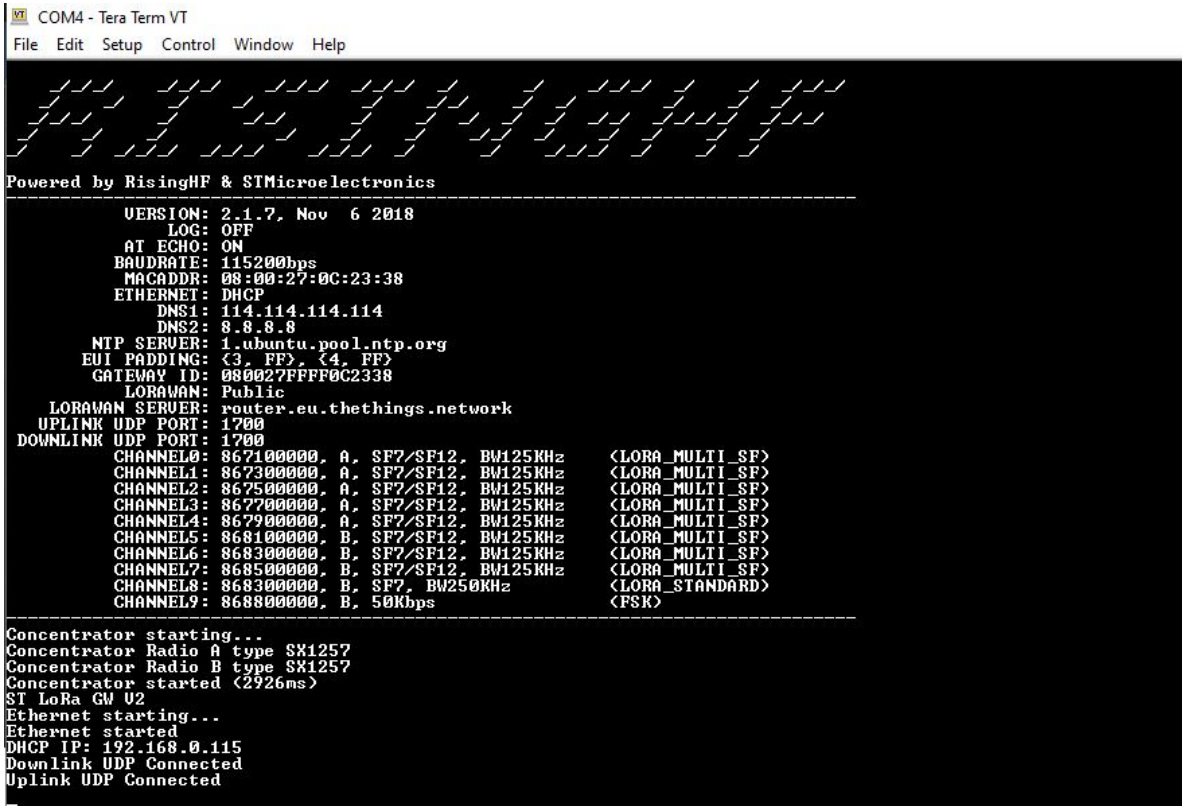 COM4 - Tera Term VT
File Edit Setup Control Window Help
RISINGHF
Powered by RisingHF & STMicroelectronics
VERSION: 2.1.7, Nov 6 2018
LOG: OFF
AT ECHO: ON
BAUDRATE: 115200bps
MACADDR: 08:00:27:0C:23:38
ETHERNET: DHCP
DNS1: 114.114.114.114
DNS2: 8.8.8.8
NTP SERVER: 1.ubuntu.pool.ntp.org
EUI PADDING: {3, FF}, {4, FF}
GATEWAY ID: 080027FFFF0C2338
LORAWAN: Public
LORAWAN SERVER: router.eu.thethings.network
UPLINK UDP PORT: 1700
DOWNLINK UDP PORT: 1700
CHANNEL0: 867100000, A, SF7/SF12, BW125KHz (LORA_MULTI_SF)
CHANNEL1: 867300000, A, SF7/SF12, BW125KHz (LORA_MULTI_SF)
CHANNEL2: 867500000, A, SF7/SF12, BW125KHz (LORA_MULTI_SF)
CHANNEL3: 867700000, A, SF7/SF12, BW125KHz (LORA_MULTI_SF)
CHANNEL4: 867900000, A, SF7/SF12, BW125KHz (LORA_MULTI_SF)
CHANNEL5: 868100000, B, SF7/SF12, BW125KHz (LORA_MULTI_SF)
CHANNEL6: 868300000, B, SF7/SF12, BW125KHz (LORA_MULTI_SF)
CHANNEL7: 868500000, B, SF7/SF12, BW125KHz (LORA_MULTI_SF)
CHANNEL8: 868300000, B, SF7, BW250KHz (LORA_STANDARD)
CHANNEL9: 868800000, B, 50Kbps (FSK)
Concentrator starting...
Concentrator Radio A type SX1257
Concentrator Radio B type SX1257
Concentrator started (2926ms)
ST LoRa GW V2
Ethernet starting...
Ethernet started
DHCP IP: 192.168.0.115
Downlink UDP Connected
Uplink UDP Connected